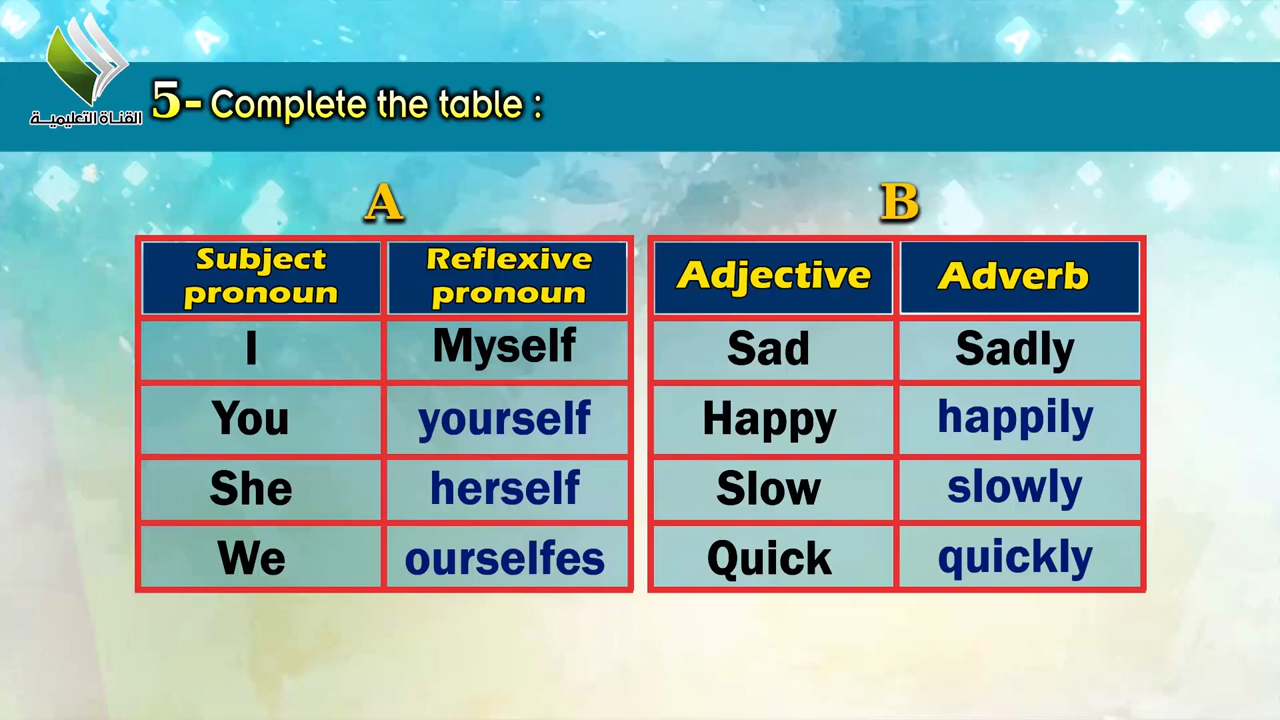 القناة التعليمية
5- Complete the table :
A
B
Subject pronoun
Reflexive pronoun
Adjective
Adverb
I
Myself
Sad
Sadly
You
yourself
Happy
happily
She
herself
Slow
slowly
We
ourselfes
Quick
quickly